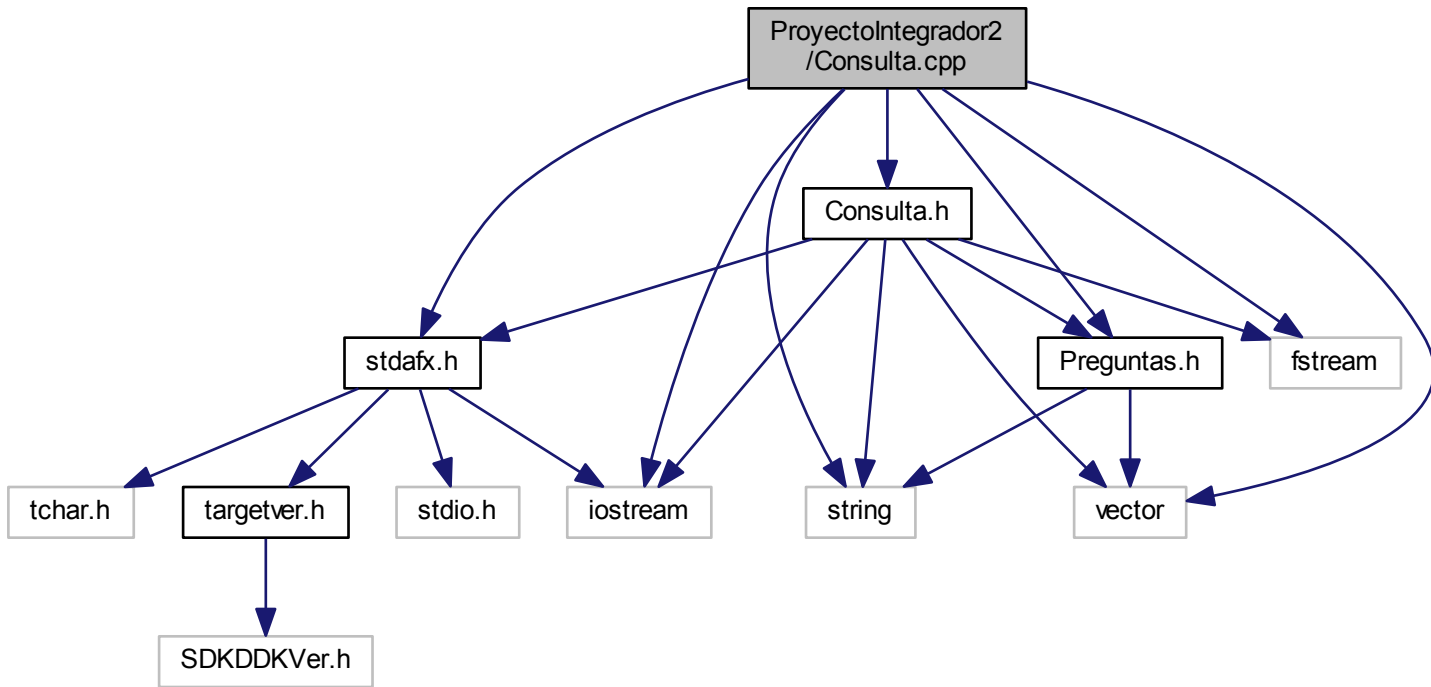 ProyectoIntegrador2
/Consulta.cpp
Consulta.h
stdafx.h
Preguntas.h
fstream
tchar.h
targetver.h
stdio.h
iostream
string
vector
SDKDDKVer.h